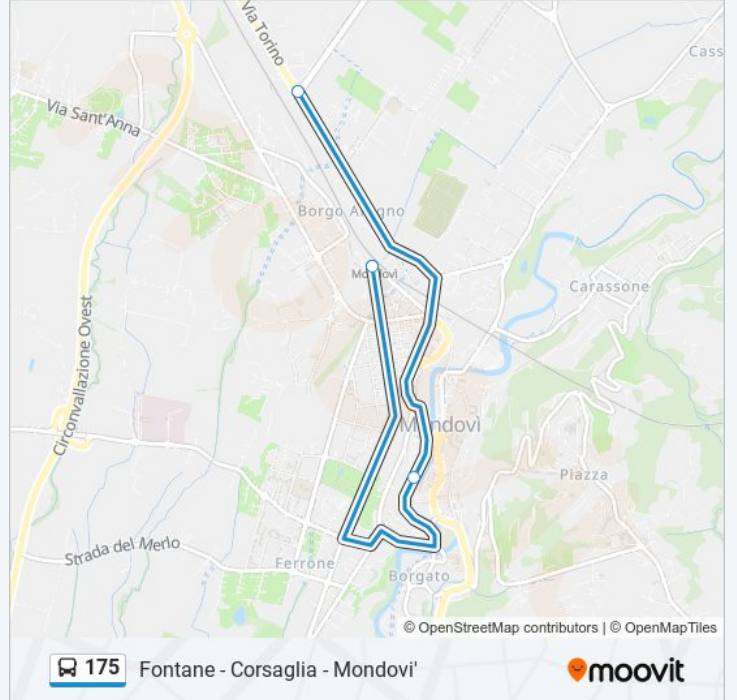 Via Torino
Cass
Via Sant'Anna
Borgo Aragno
Mondovì
Carassone
Circonvallazione Ovest
Mondovì
Piazza
Strada del Merlo
Ferrone
Borgato
© OpenStreetMap contributors | © OpenMapTiles
175 Fontane - Corsaglia - Mondovi' moovit